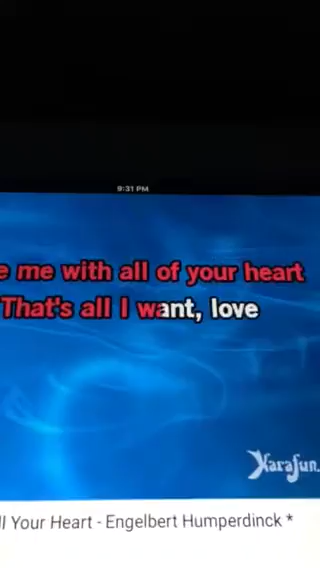 9:31 PM
e me with all of your heart
That's all I want, love
KaraFun.
ll Your Heart - Engelbert Humperdinck *